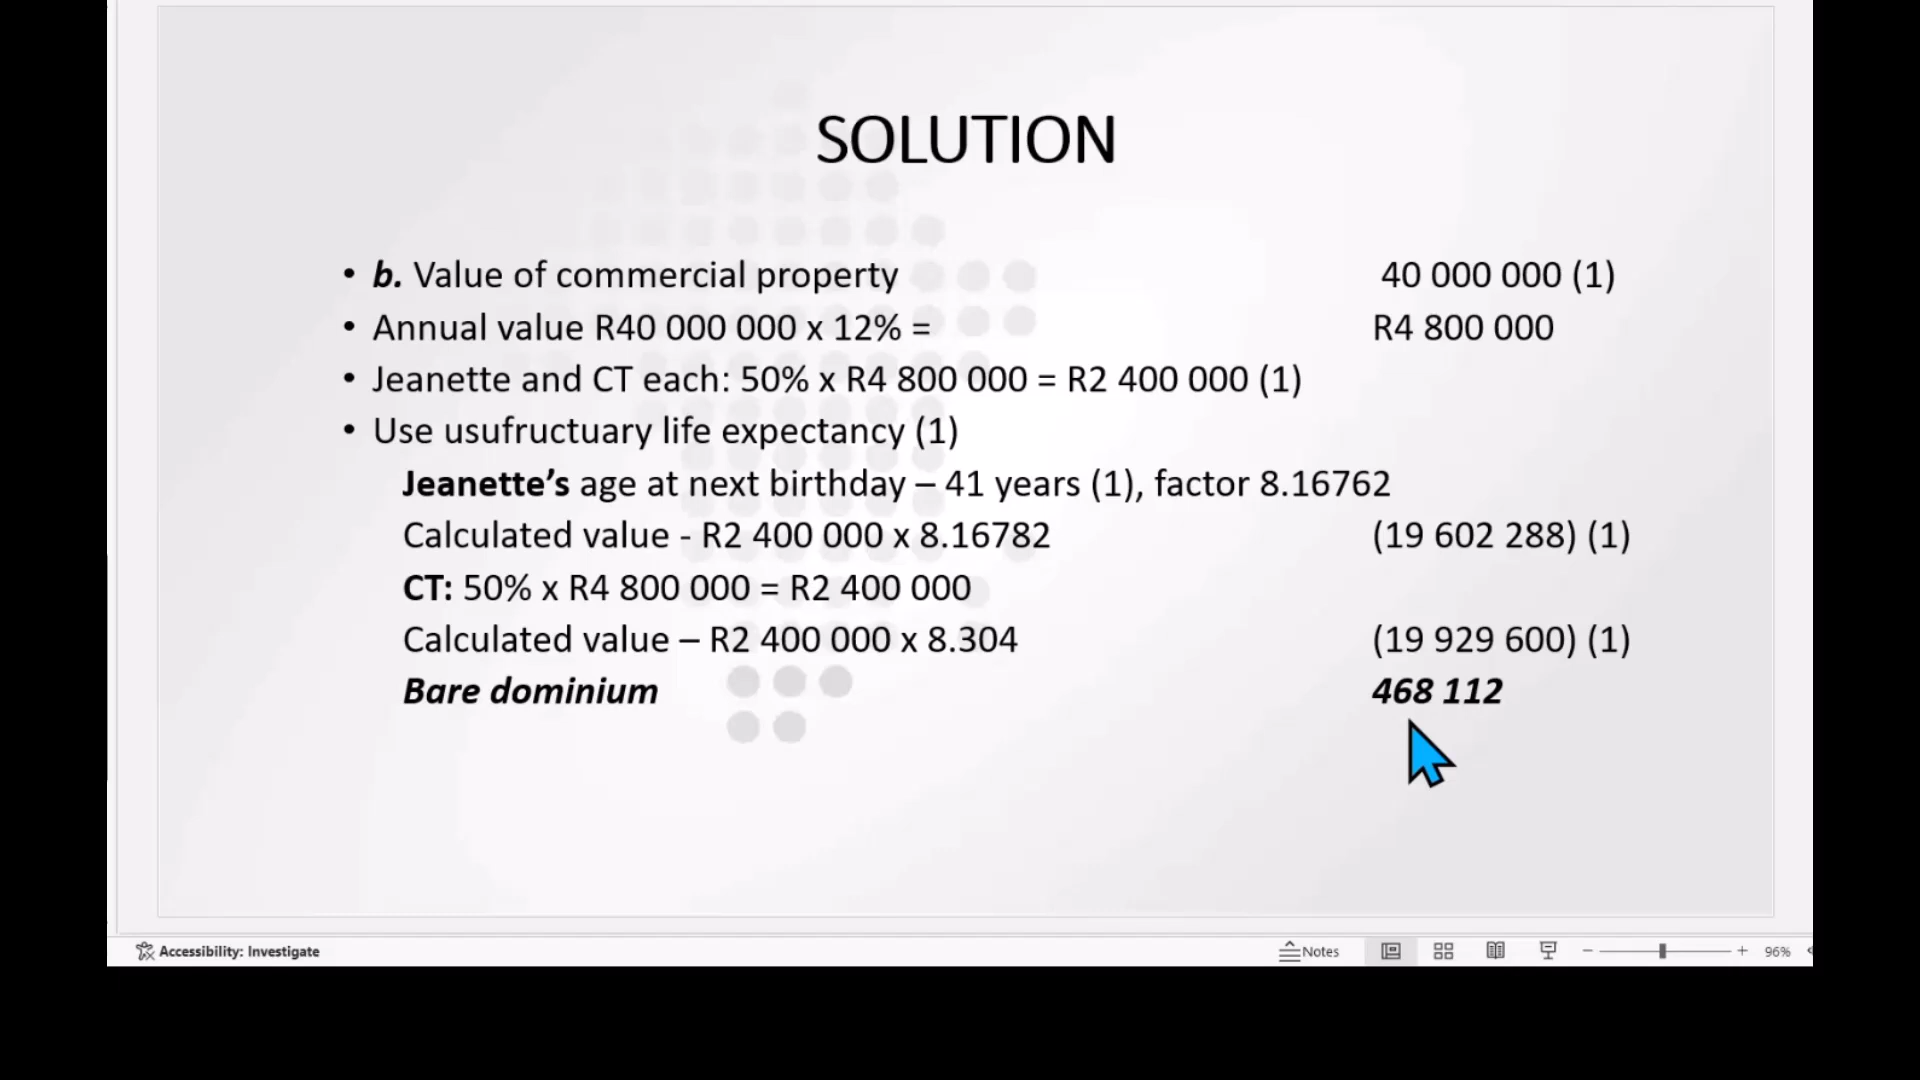 SOLUTION
• b. Value of commercial property 40 000 000 (1)
• Annual value R40 000 000 x 12% = R4 800 000
• Jeanette and CT each: 50% x R4 800 000 = R2 400 000 (1)
• Use usufructuary life expectancy (1)
Jeanette’s age at next birthday – 41 years (1), factor 8.16762
Calculated value - R2 400 000 x 8.16782 (19 602 288) (1)
CT: 50% x R4 800 000 = R2 400 000
Calculated value – R2 400 000 x 8.304 (19 929 600) (1)
Bare dominium 468 112
Accessibility: Investigate Notes 96%